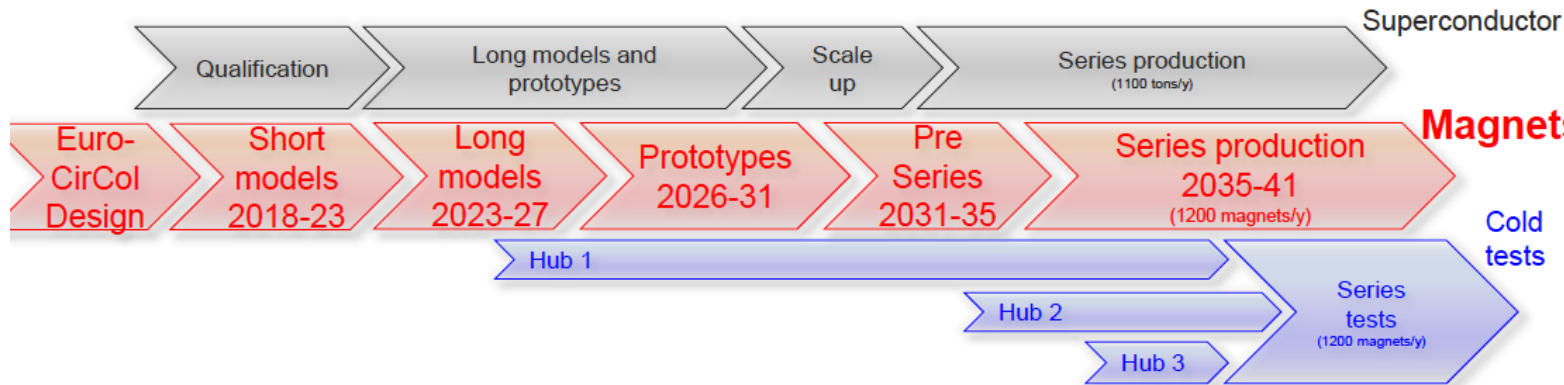 Superconductor
Qualification
Long models and
prototypes
Scale
up
Series production
(1100 tons/y)
Magnets
Euro-
CirCol
Design
Short
models
2018-23
Long
models
2023-27
Prototypes
2026-31
Pre
Series
2031-35
Series production
2035-41
(1200 magnets/y)
Cold
tests
Hub 1
Hub 2
Hub 3
Series
tests
(1200 magnets/y)